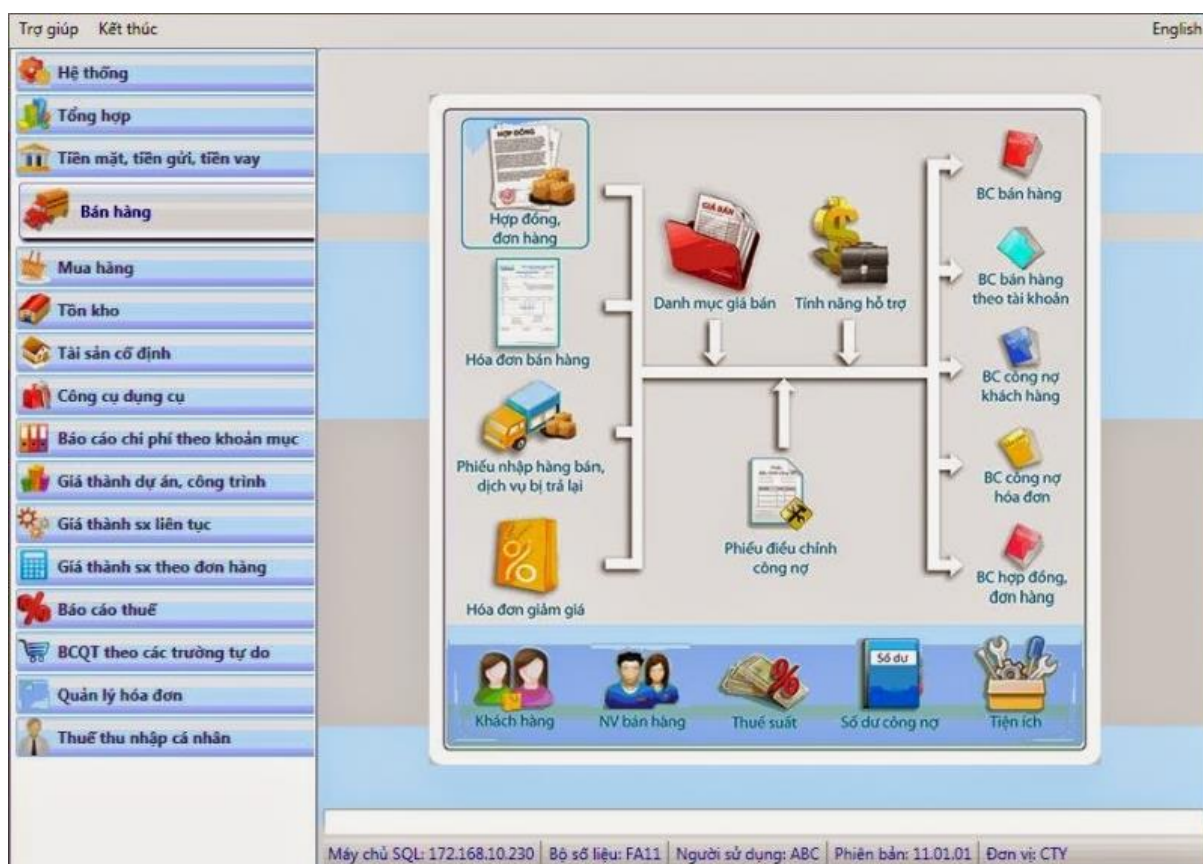 Trợ giúp Kết thúc English
Hệ thống
Tổng hợp
Tiền mặt, tiền gửi, tiền vay
Bán hàng
Mua hàng
Tồn kho
Tài sản cố định
Công cụ dụng cụ
Báo cáo chi phí theo khoản mục
Giá thành dự án, công trình
Giá thành sx liên tục
Giá thành sx theo đơn hàng
Báo cáo thuế
BCQT theo các trường tự do
Quản lý hóa đơn
Thuế thu nhập cá nhân
HỢP ĐỒNG
Hợp đồng,
đơn hàng
Hóa đơn bán hàng
Phiếu nhập hàng bán,
dịch vụ bị trả lại
Hóa đơn giảm giá
GIÁ BÁN
Danh mục giá bán
Tính năng hỗ trợ
Phiếu điều chỉnh
công nợ
BC bán hàng
BC bán hàng
theo tài khoản
BC công nợ
khách hàng
BC công nợ
hóa đơn
BC hợp đồng,
đơn hàng
Khách hàng
NV bán hàng
Thuế suất
Số dư
Số dư công nợ
Tiện ích
Máy chủ SQL: 172.168.10.230 Bộ số liệu: FA11 Người sử dụng: ABC Phiên bản: 11.01.01 Đơn vị: CTY